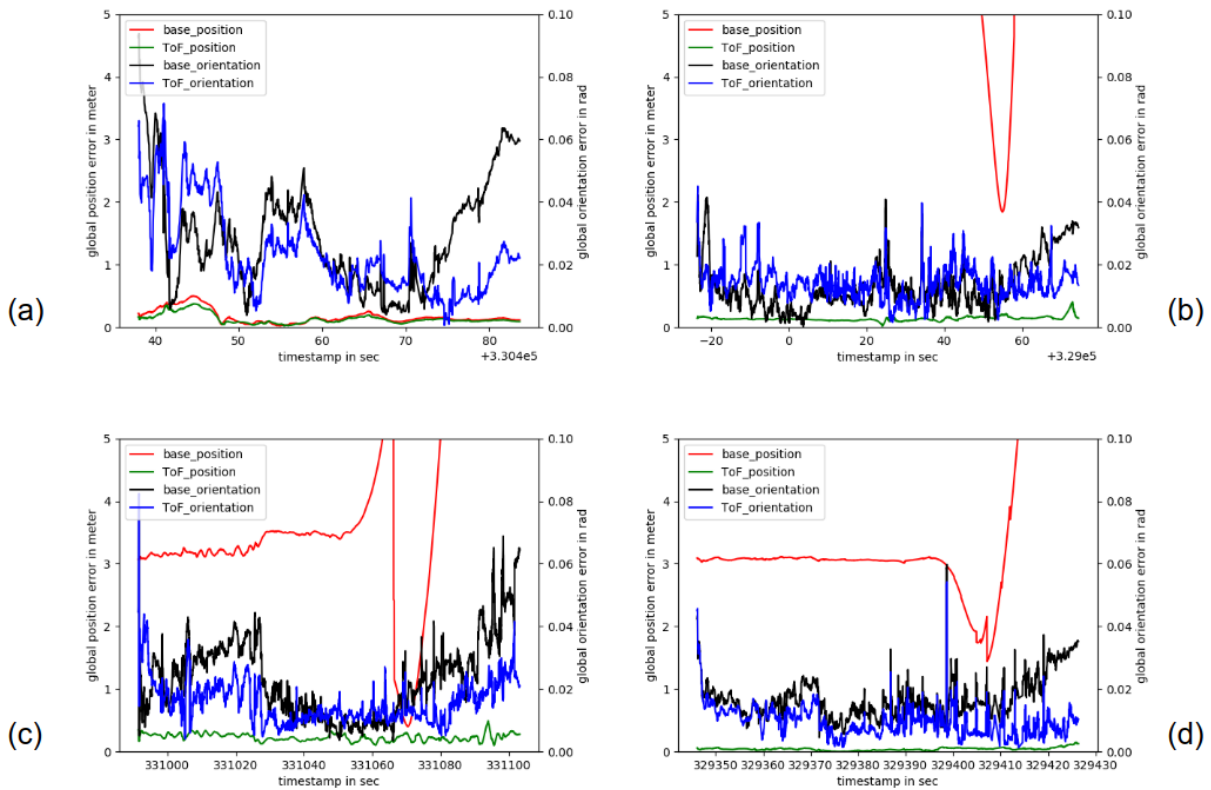 base_position
ToF_position
base_orientation
ToF_orientation
global position error in meter
global orientation error in rad
0 1 2 3 4 5
0.00 0.02 0.04 0.06 0.08 0.10
40 50 60 70 80
timestamp in sec
+3.304e5
(a)
base_position
ToF_position
base_orientation
ToF_orientation
global position error in meter
global orientation error in rad
0 1 2 3 4 5
0.00 0.02 0.04 0.06 0.08 0.10
−20 0 20 40 60
timestamp in sec
+3.29e5
(b)
base_position
ToF_position
base_orientation
ToF_orientation
global position error in meter
global orientation error in rad
0 1 2 3 4 5
0.00 0.02 0.04 0.06 0.08 0.10
331000 331020 331040 331060 331080 331100
timestamp in sec
(c)
base_position
ToF_position
base_orientation
ToF_orientation
global position error in meter
global orientation error in rad
0 1 2 3 4 5
0.00 0.02 0.04 0.06 0.08 0.10
329350 329360 329370 329380 329390 329400 329410 329420 329430
timestamp in sec
(d)